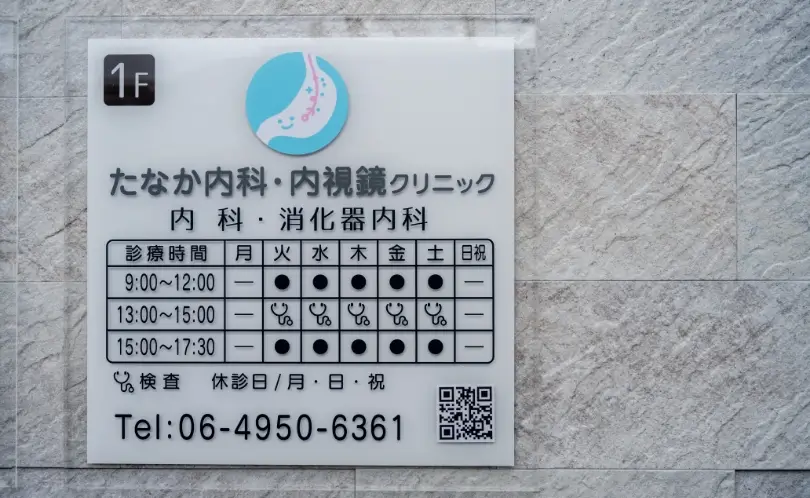 1F
たなか内科・内視鏡クリニック
内 科・消化器内科
診療時間 月 火 水 木 金 土 日祝
9:00〜12:00 — ● ● ● ● ● —
13:00〜15:00 — —
15:00〜17:30 — ● ● ● ● ● —
検査 休診日/月・日・祝
Tel:06-4950-6361